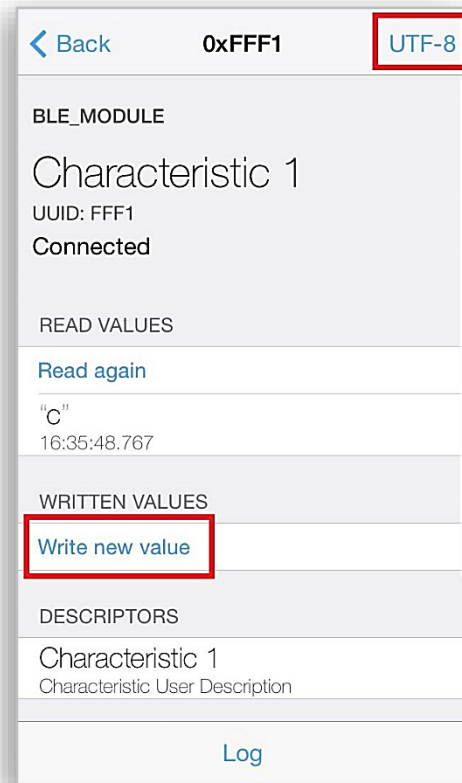 Back 0xFFF1 UTF-8
BLE_MODULE
Characteristic 1
UUID: FFF1
Connected
READ VALUES
Read again
"C"
16:35:48.767
WRITTEN VALUES
Write new value
DESCRIPTORS
Characteristic 1
Characteristic User Description
Log